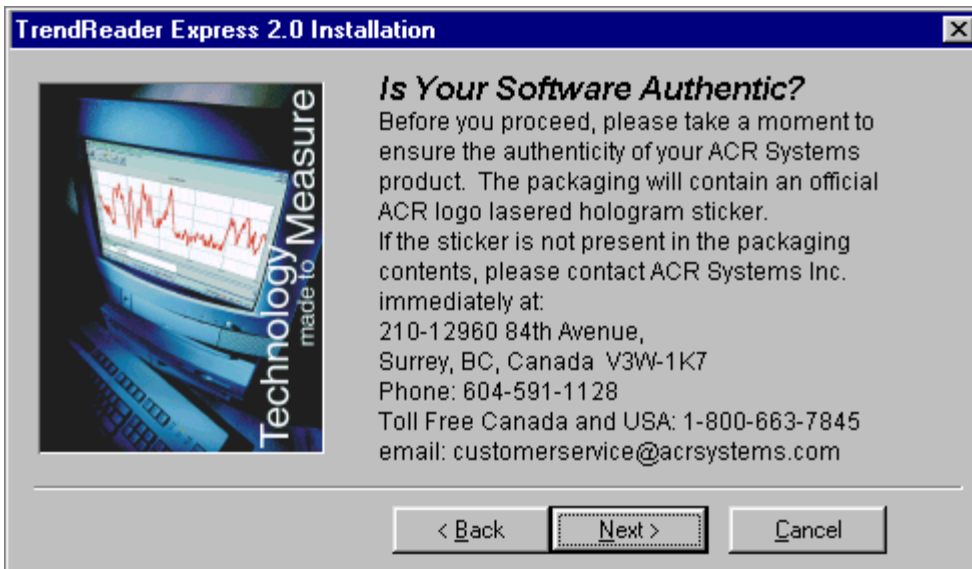 TrendReader Express 2.0 Installation
Technology
made to Measure
Is Your Software Authentic?
Before you proceed, please take a moment to
ensure the authenticity of your ACR Systems
product.  The packaging will contain an official
ACR logo lasered hologram sticker.
If the sticker is not present in the packaging
contents, please contact ACR Systems Inc.
immediately at:
210-12960 84th Avenue,
Surrey, BC, Canada  V3W-1K7
Phone: 604-591-1128
Toll Free Canada and USA: 1-800-663-7845
email: customerservice@acrsystems.com
< Back
Next >
Cancel